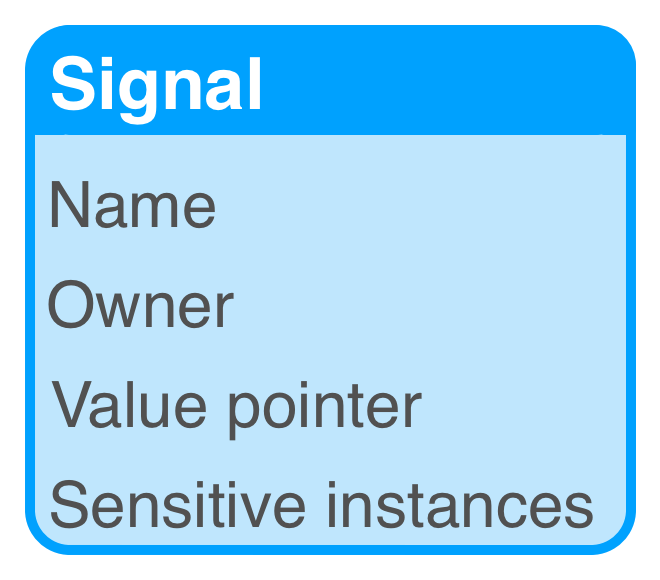 Signal
Name
Owner
Value pointer
Sensitive instances